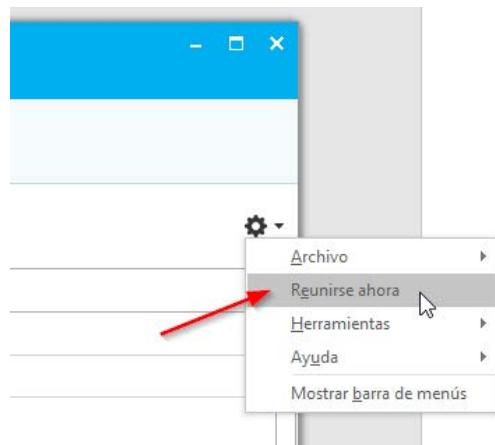 Archivo
Reunirse ahora
Herramientas
Ayuda
Mostrar barra de menús